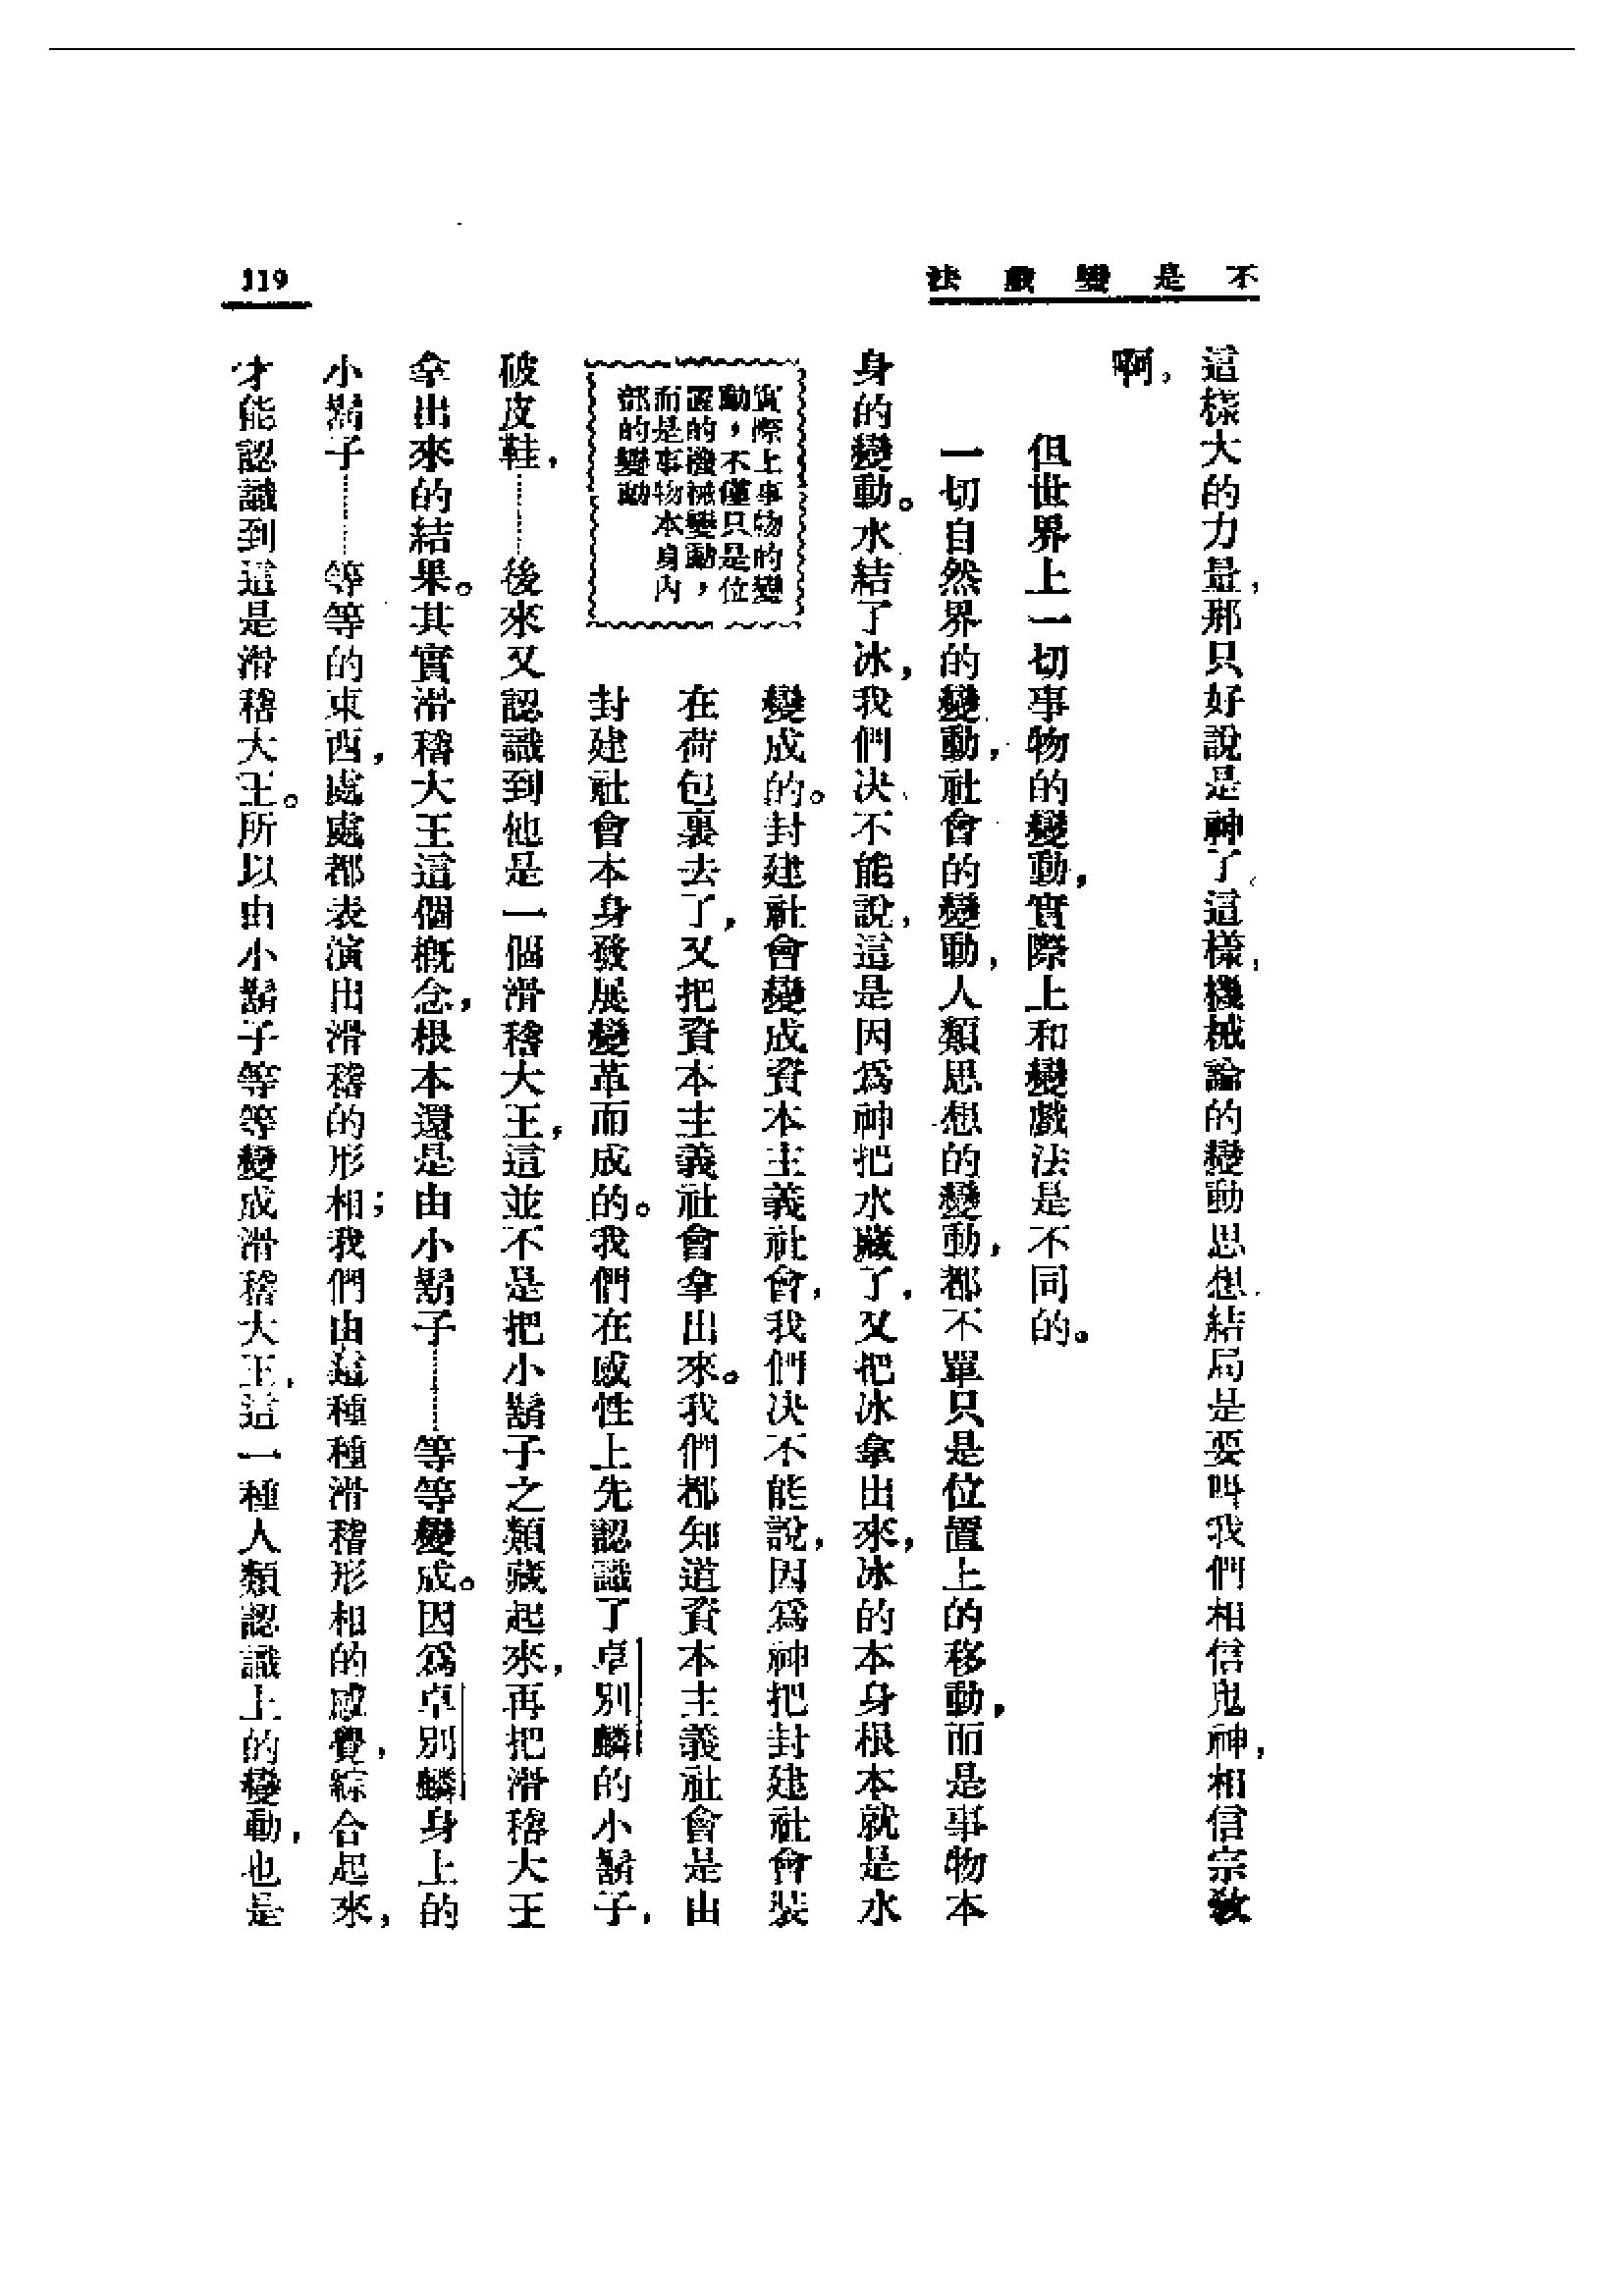 不是變戲法
119
這樣大的力量，那只好說是神了。這樣，機械論的變動思想，結局是要叫我們相信鬼神，相信宗教
啊，
但世界上一切事物的變動，實際上和變戲法是不同的。
一切自然界的變動，社會的變動，人類思想的變動，都不單只是位置上的移動，而是事物本
身的變動。水結了冰，我們决不能說，這是因爲神把水藏了，又把冰拿出來，冰的本身根本就是水
變成的。封建社會變成資本主義社會，我們决不能說，因爲神把封建社會裝
在荷包裏去了，又把資本主義社會拿出來。我們都知道資本主義社會是由
封建社會本身發展變革而成的。我們在感性上先認識了卓別麟的小鬍子，
實際上事物的變
動，不僅只是位
置的機械變動，
而是事物本身內
部的變動
破皮鞋，……後來又認識到他是一個滑稽大王，這並不是把小鬍子之類藏起來，再把滑稽大王
拿出來的結果。其實滑稽大王這個概念，根本還是由小鬍子……等等變成。因爲卓別麟身上的
小鬍子……等等的東西，處處都表演出滑稽的形相；我們由這種種滑稽形相的感覺，綜合起來，
才能認識到這是滑稽大王。所以由小鬍子等等變成滑稽大王，這一種人類認識上的變動，也是